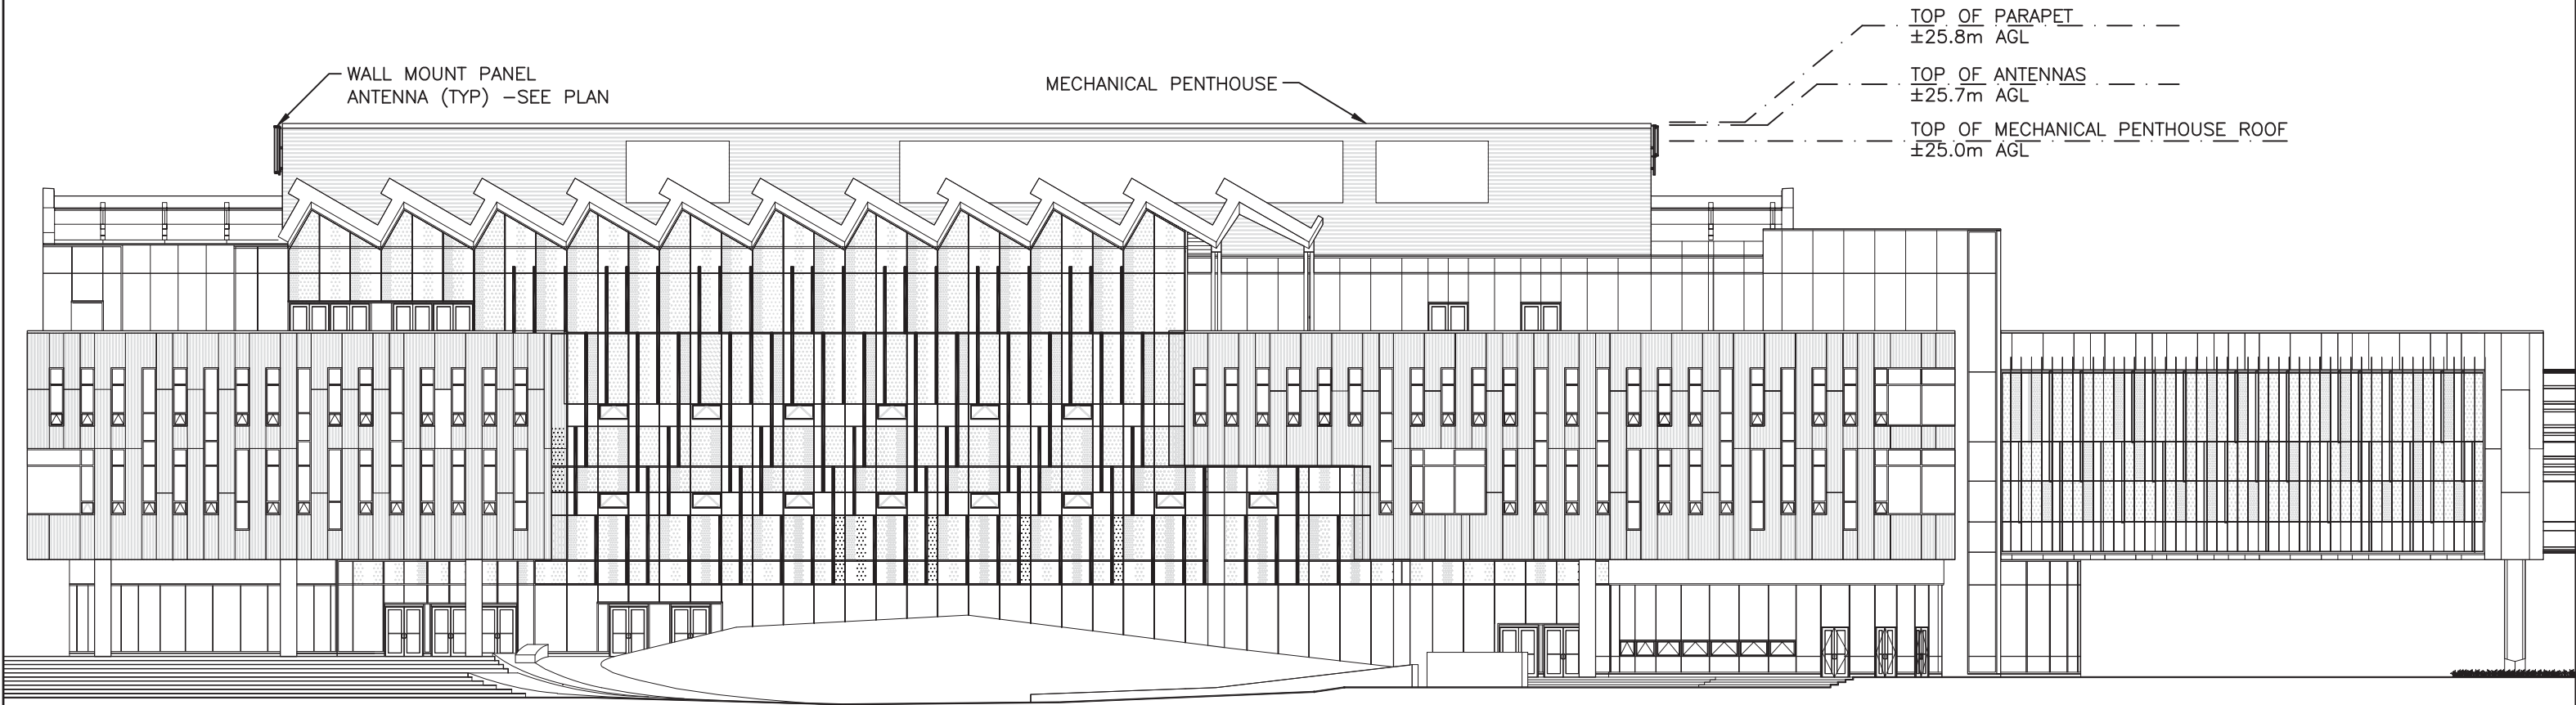 WALL MOUNT PANEL
ANTENNA (TYP) -SEE PLAN
MECHANICAL PENTHOUSE
TOP OF PARAPET
±25.8m AGL
TOP OF ANTENNAS
±25.7m AGL
TOP OF MECHANICAL PENTHOUSE ROOF
±25.0m AGL